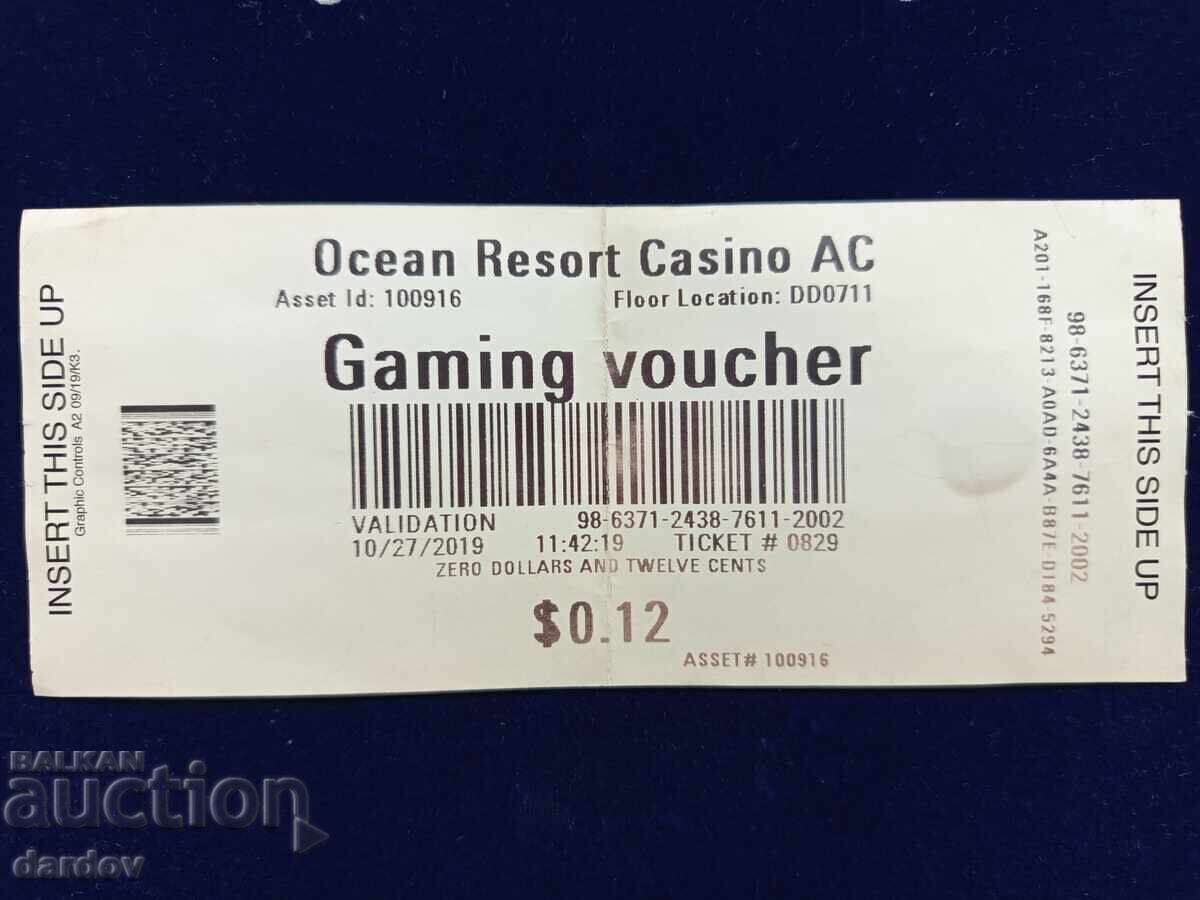 INSERT THIS SIDE UP
Graphic Controls A2 09/19/K3.
Ocean Resort Casino AC
Asset Id: 100916 Floor Location: DD0711
Gaming voucher
VALIDATION 98-6371-2438-7611-2002
10/27/2019 11:42:19 TICKET # 0829
ZERO DOLLARS AND TWELVE CENTS
$0.12
ASSET# 100916
A201-168F-8213-A0AD-6A4A-B87E-D184-5294
98-6371-2438-7611-2002
INSERT THIS SIDE UP
BALKAN
auction
dardov